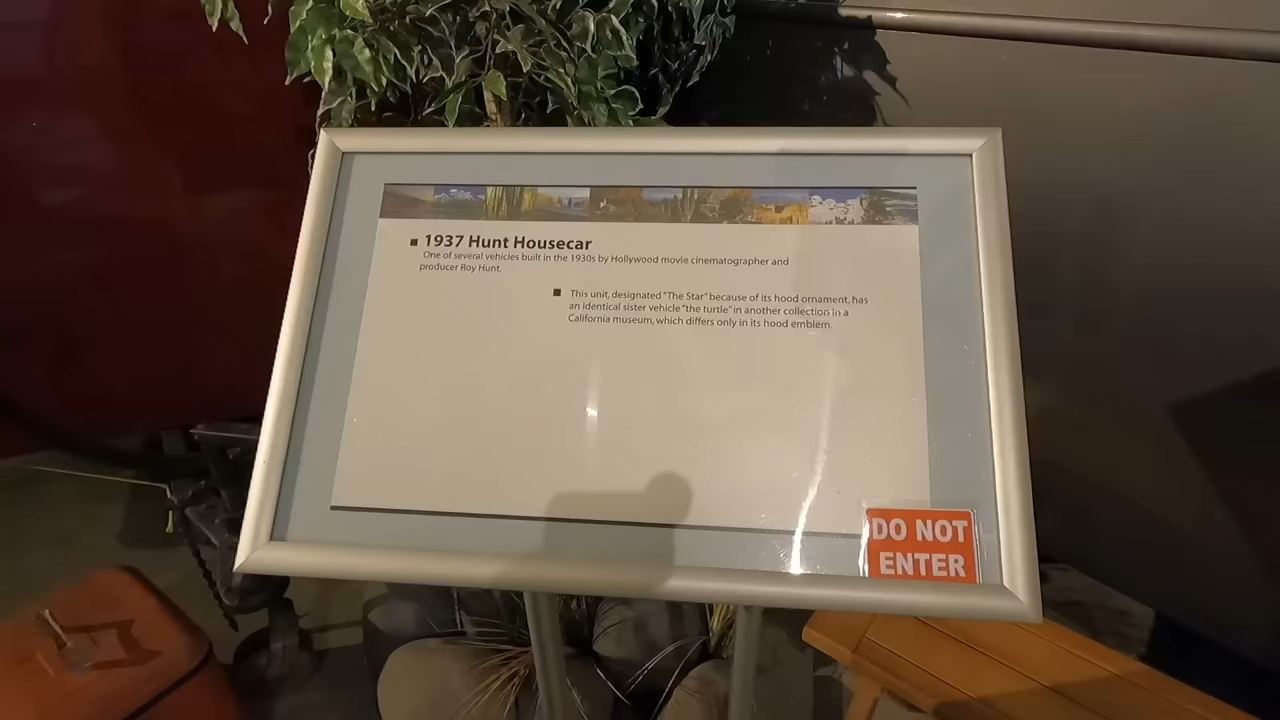 1937 Hunt Housecar
One of several vehicles built in the 1930s by Hollywood movie cinematographer and
producer Roy Hunt.
This unit, designated "The Star" because of its hood ornament, has
an identical sister vehicle "the turtle" in another collection in a
California museum, which differs only in its hood emblem.
DO NOT
ENTER